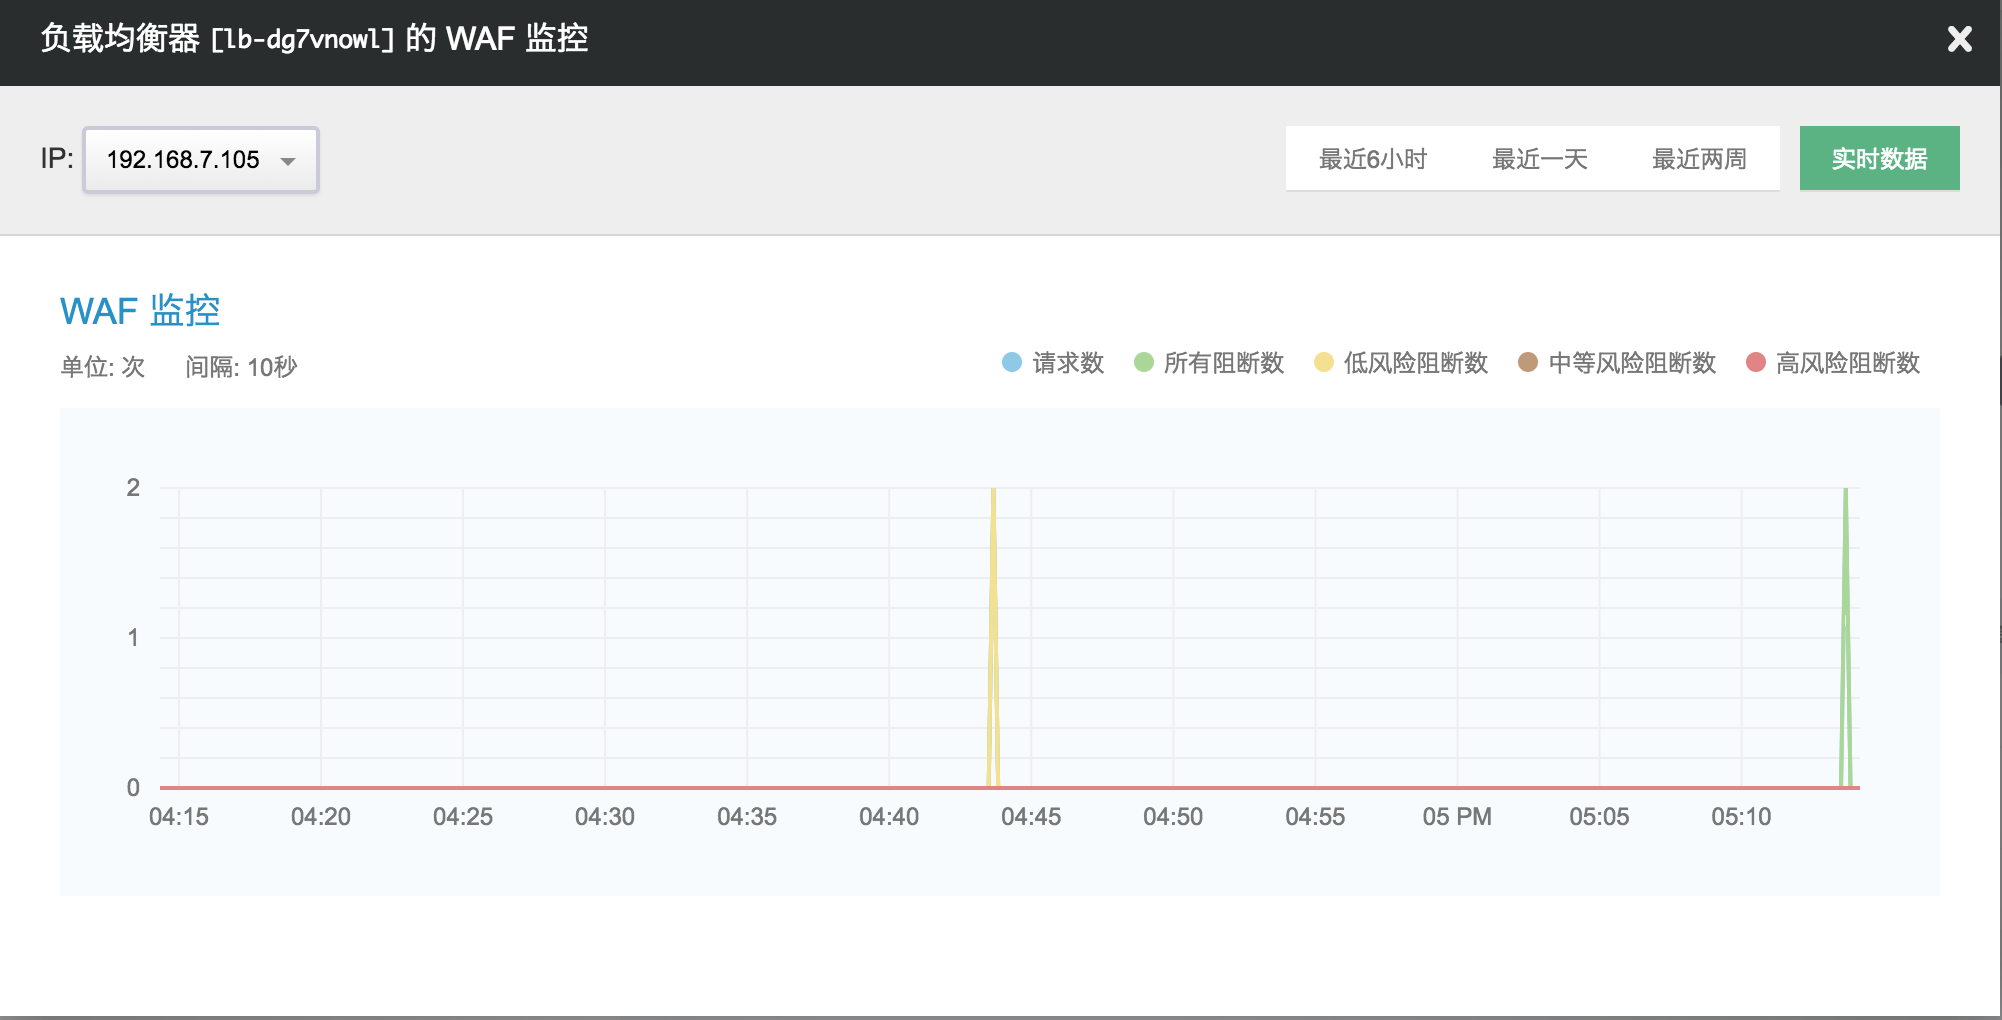 负载均衡器 [lb-dg7vnowl] 的 WAF 监控
IP: 192.168.7.105
最近6小时 最近一天 最近两周 实时数据
WAF 监控
单位: 次 间隔: 10秒
请求数 所有阻断数 低风险阻断数 中等风险阻断数 高风险阻断数
2
1
0
04:15 04:20 04:25 04:30 04:35 04:40 04:45 04:50 04:55 05 PM 05:05 05:10